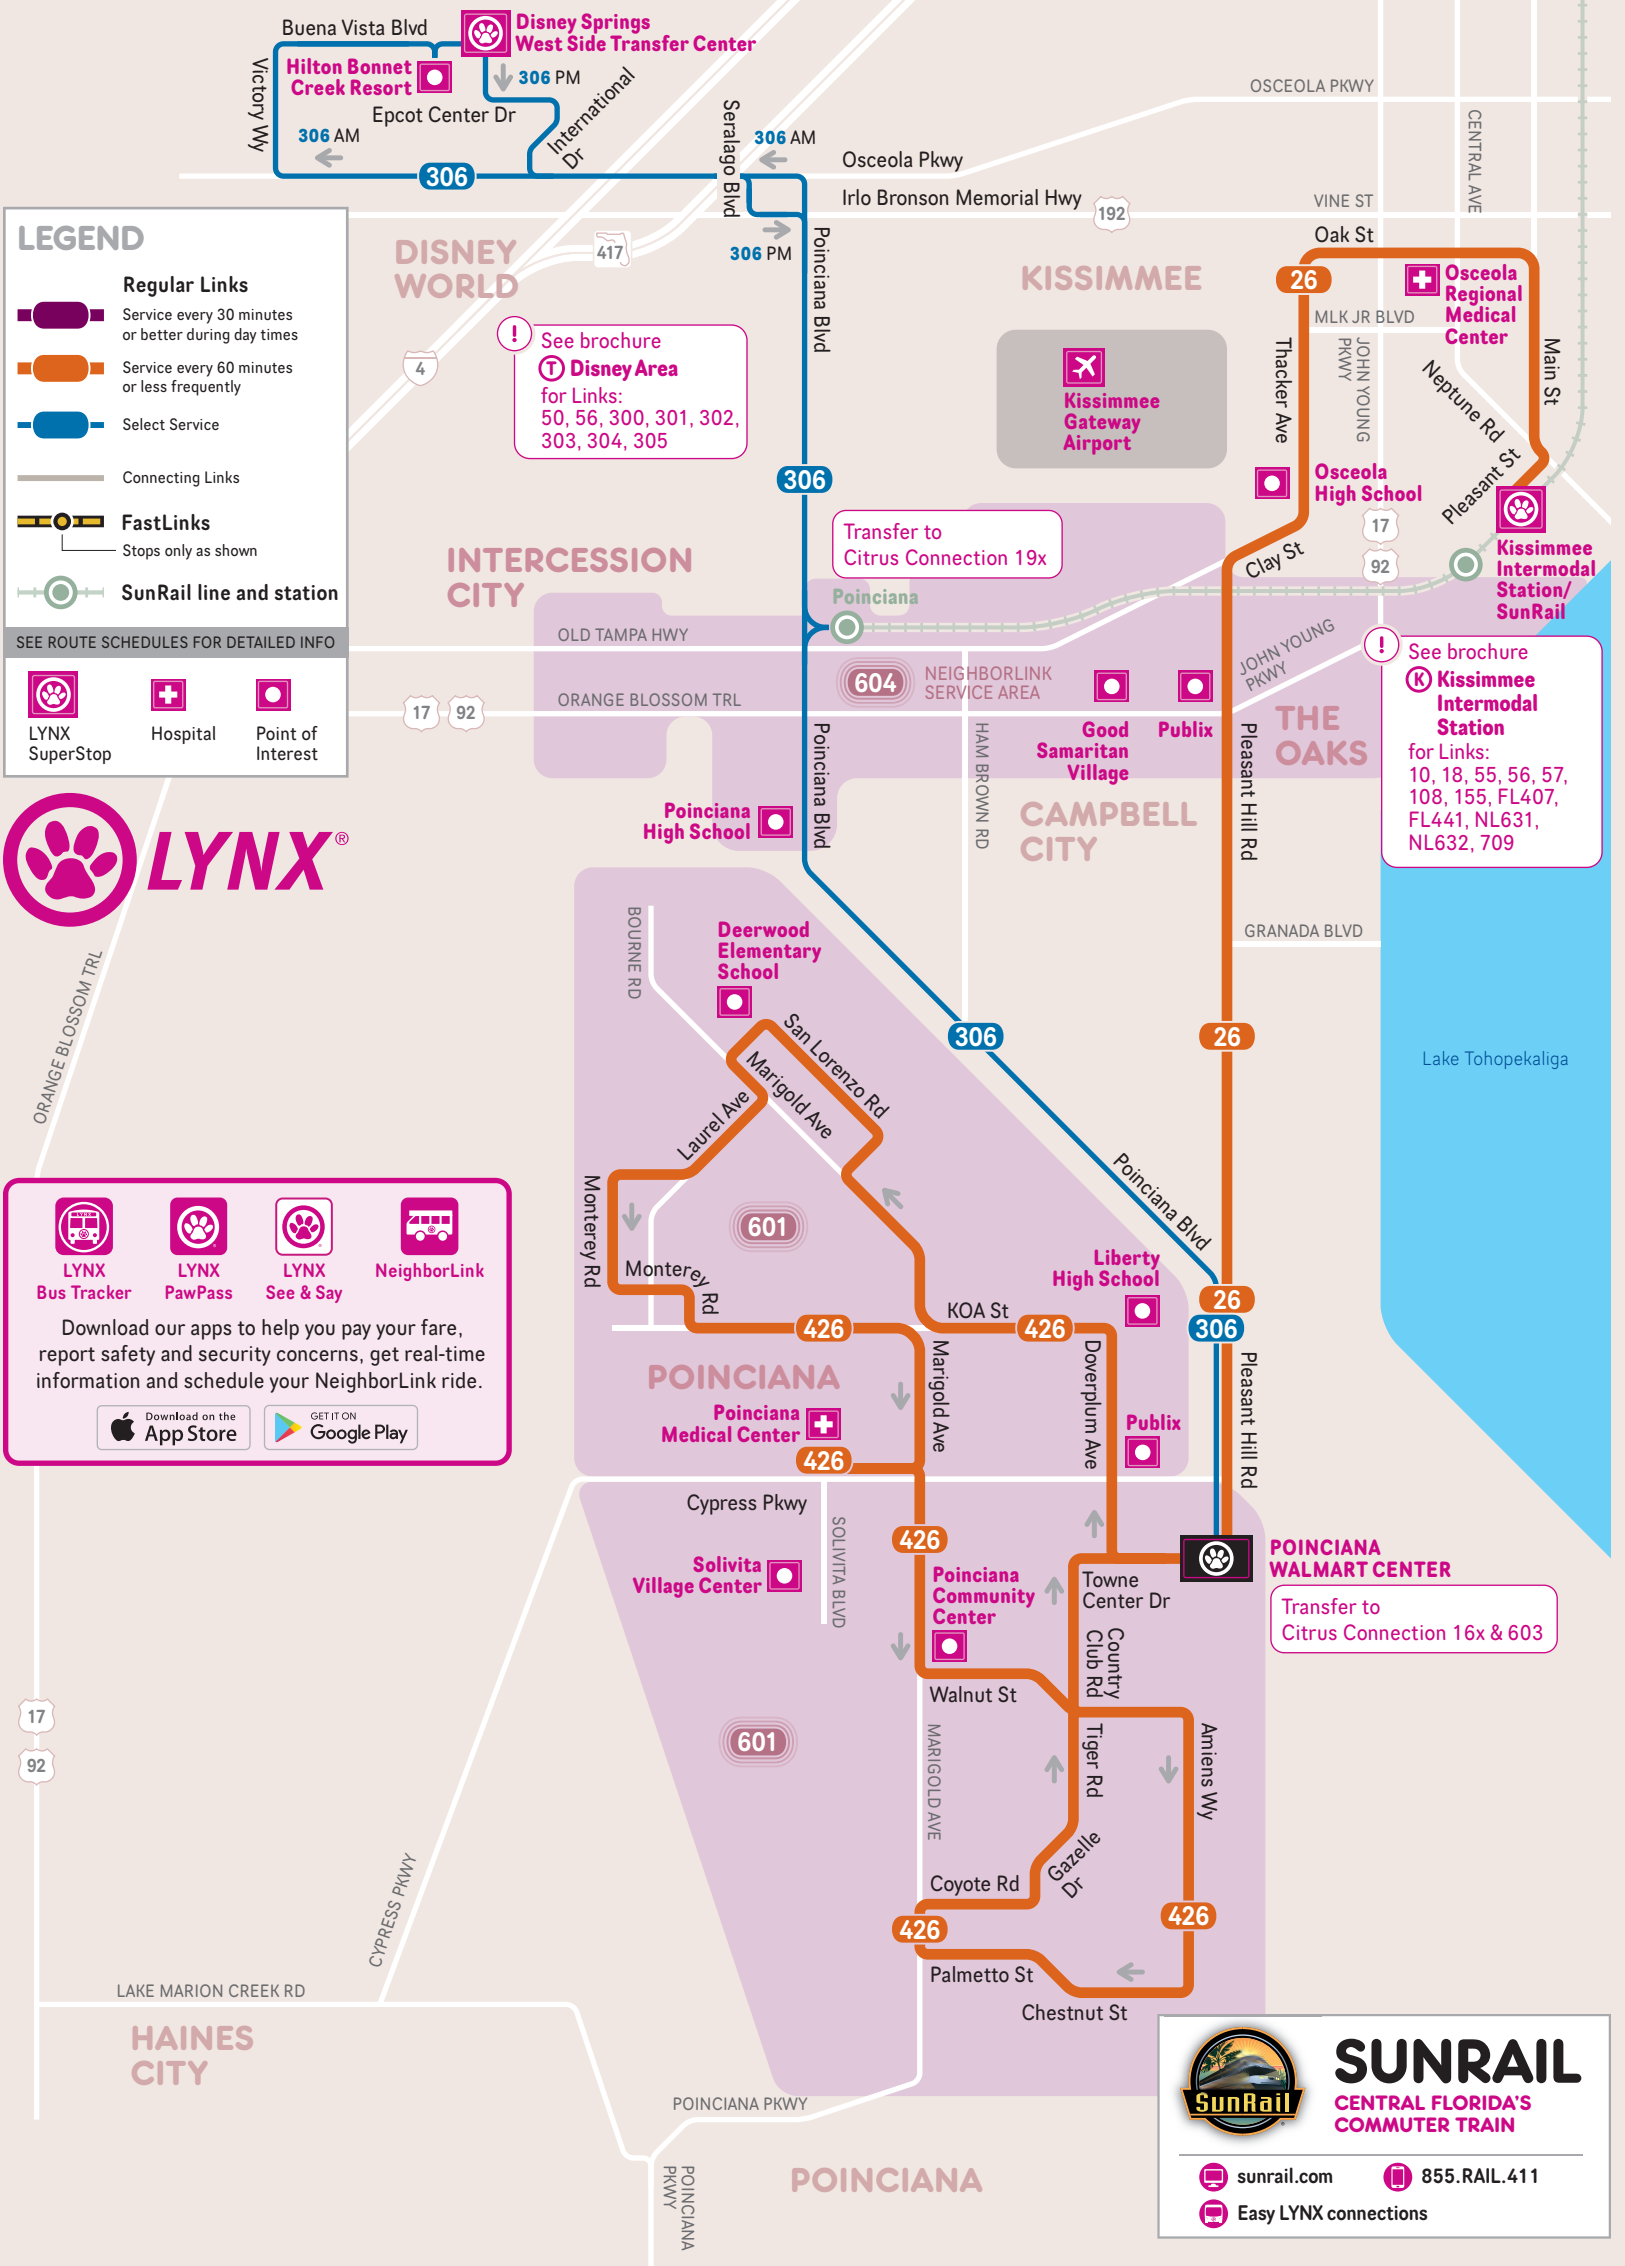 Buena Vista Blvd
Disney Springs
West Side Transfer Center
Hilton Bonnet
Creek Resort
306 PM
Victory Wy
Epcot Center Dr
International
Dr
306 AM
306
Seralago Blvd
306 AM
Osceola Pkwy
OSCEOLA PKWY
CENTRAL AVE
Irlo Bronson Memorial Hwy
192
VINE ST
306 PM
Poinciana Blvd
Oak St
LEGEND
Regular Links
Service every 30 minutes
or better during day times
Service every 60 minutes
or less frequently
Select Service
Connecting Links
FastLinks
Stops only as shown
SunRail line and station
SEE ROUTE SCHEDULES FOR DETAILED INFO
LYNX
SuperStop
Hospital
Point of
Interest
DISNEY
WORLD
417
4
! See brochure
T Disney Area
for Links:
50, 56, 300, 301, 302,
303, 304, 305
KISSIMMEE
26
Osceola
Regional
Medical
Center
MLK JR BLVD
JOHN YOUNG
PKWY
Thacker Ave
Main St
Neptune Rd
Pleasant St
Kissimmee
Gateway
Airport
Osceola
High School
306
17
92
Clay St
Kissimmee
Intermodal
Station/
SunRail
Transfer to
Citrus Connection 19x
INTERCESSION
CITY
Poinciana
OLD TAMPA HWY
604
NEIGHBORLINK
SERVICE AREA
JOHN YOUNG
PKWY
ORANGE BLOSSOM TRL
17
92
Good
Samaritan
Village
Publix
THE
OAKS
! See brochure
K Kissimmee
Intermodal
Station
for Links:
10, 18, 55, 56, 57,
108, 155, FL407,
FL441, NL631,
NL632, 709
Poinciana Blvd
HAM BROWN RD
Pleasant Hill Rd
Poinciana
High School
CAMPBELL
CITY
LYNX®
ORANGE BLOSSOM TRL
BOURNE RD
Deerwood
Elementary
School
GRANADA BLVD
306
26
Lake Tohopekaliga
San Lorenzo Rd
Marigold Ave
Laurel Ave
Monterey Rd
601
Poinciana Blvd
Monterey
Rd
Liberty
High School
KOA St
26
306
426
426
LYNX
LYNX
Bus Tracker
LYNX
PawPass
LYNX
See & Say
NeighborLink
Download our apps to help you pay your fare,
report safety and security concerns, get real-time
information and schedule your NeighborLink ride.
Download on the
App Store
GET IT ON
Google Play
POINCIANA
Poinciana
Medical Center
426
Marigold Ave
Doverplum Ave
Publix
Pleasant Hill Rd
Cypress Pkwy
SOLIVITA BLVD
426
Solivita
Village Center
Poinciana
Community
Center
Towne
Center Dr
POINCIANA
WALMART CENTER
Transfer to
Citrus Connection 16x & 603
Country
Club Rd
Walnut St
17
92
601
MARIGOLD AVE
Tiger Rd
Amiens Wy
Gazelle
Dr
Coyote Rd
426
426
Palmetto St
Chestnut St
CYPRESS PKWY
LAKE MARION CREEK RD
HAINES
CITY
POINCIANA PKWY
POINCIANA
PKWY
POINCIANA
SunRail
SUNRAIL
CENTRAL FLORIDA'S
COMMUTER TRAIN
sunrail.com
855.RAIL.411
Easy LYNX connections